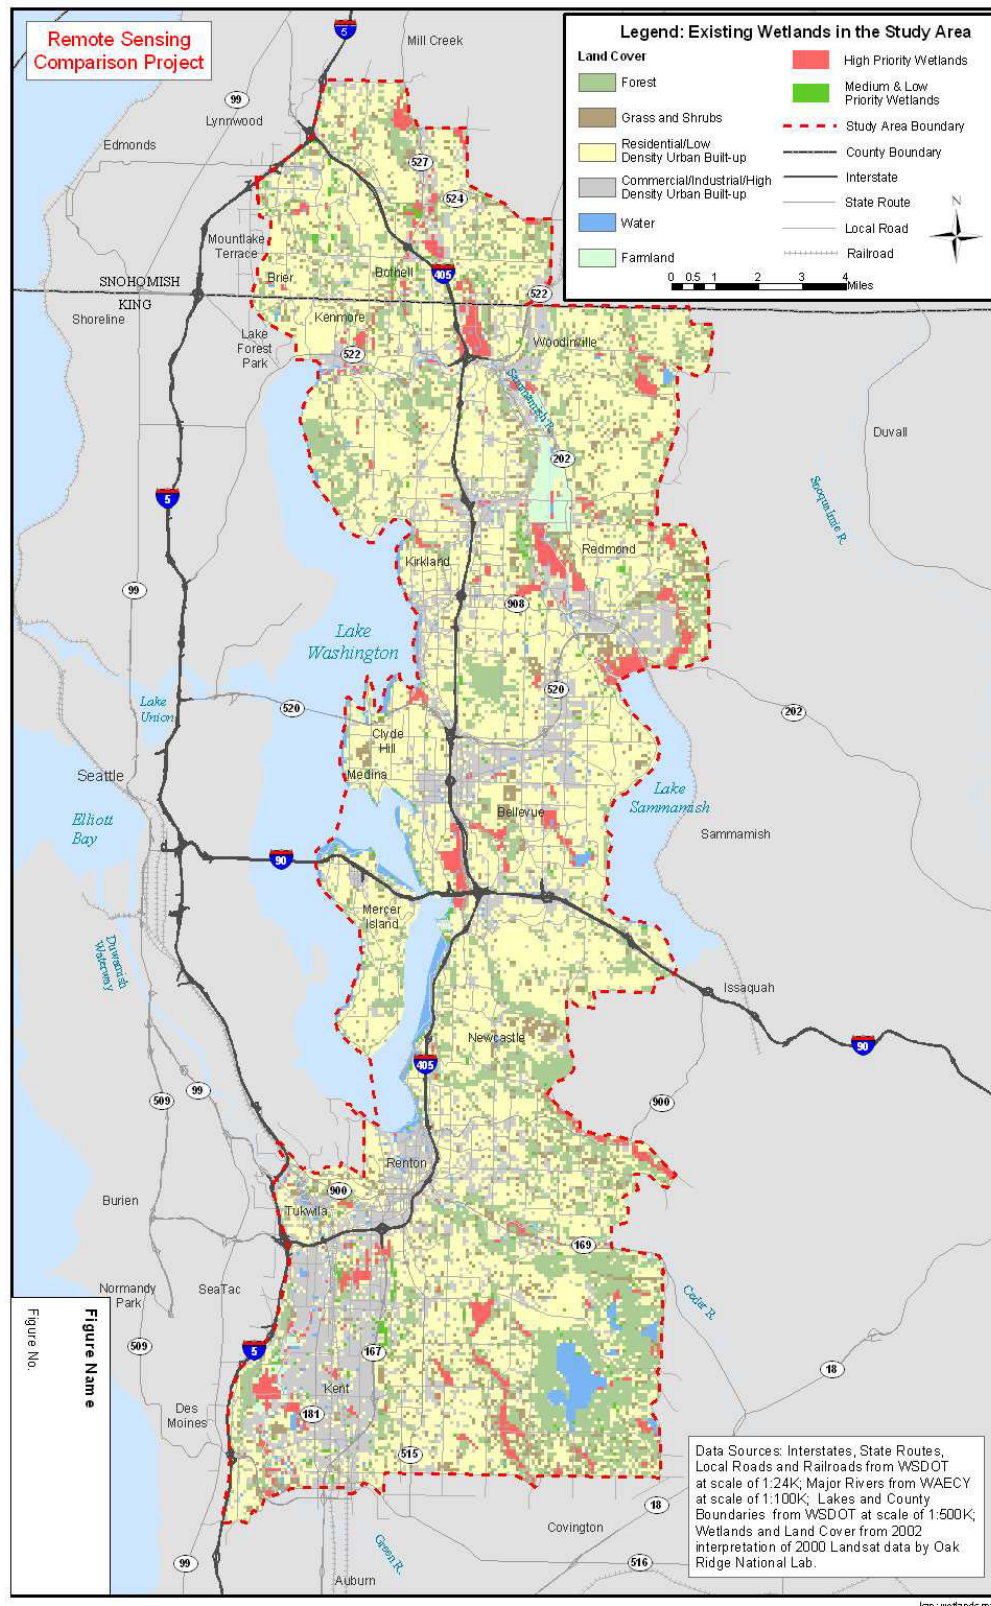 Remote Sensing
Comparison Project
Legend: Existing Wetlands in the Study Area
Land Cover
Forest
Grass and Shrubs
Residential/Low
Density Urban Built-up
Commercial/Industrial/High
Density Urban Built-up
Water
Farmland
High Priority Wetlands
Medium & Low
Priority Wetlands
Study Area Boundary
County Boundary
Interstate
State Route
Local Road
Railroad
N
0 0.5 1 2 3 4
Miles
5
Mill Creek
99
Lynnwood
Edmonds
527
524
Mountlake
Terrace
Brier
Bothell
405
SNOHOMISH
KING
522
Shoreline
Kenmore
Lake
Forest
Park
522
Woodinville
Sammamish R.
Duvall
202
5
Snoqualmie R.
Redmond
Kirkland
99
908
Lake
Washington
520
Lake
Union
520
202
Clyde
Hill
Medina
Seattle
Lake
Sammamish
Elliott
Bay
Bellevue
Sammamish
90
Mercer
Island
Duwamish
Waterway
Issaquah
Newcastle
90
405
99
509
900
Renton
900
Burien
Tukwila
169
Normandy
Park
SeaTac
Cedar R.
509
5
167
18
Kent
Des
Moines
181
515
Figure Name
Figure No.
Data Sources: Interstates, State Routes,
Local Roads and Railroads from WSDOT
at scale of 1:24K; Major Rivers from WAECY
at scale of 1:100K; Lakes and County
Boundaries from WSDOT at scale of 1:500K;
Wetlands and Land Cover from 2002
interpretation of 2000 Landsat data by Oak
Ridge National Lab.
18
Covington
Green R.
99
516
Auburn